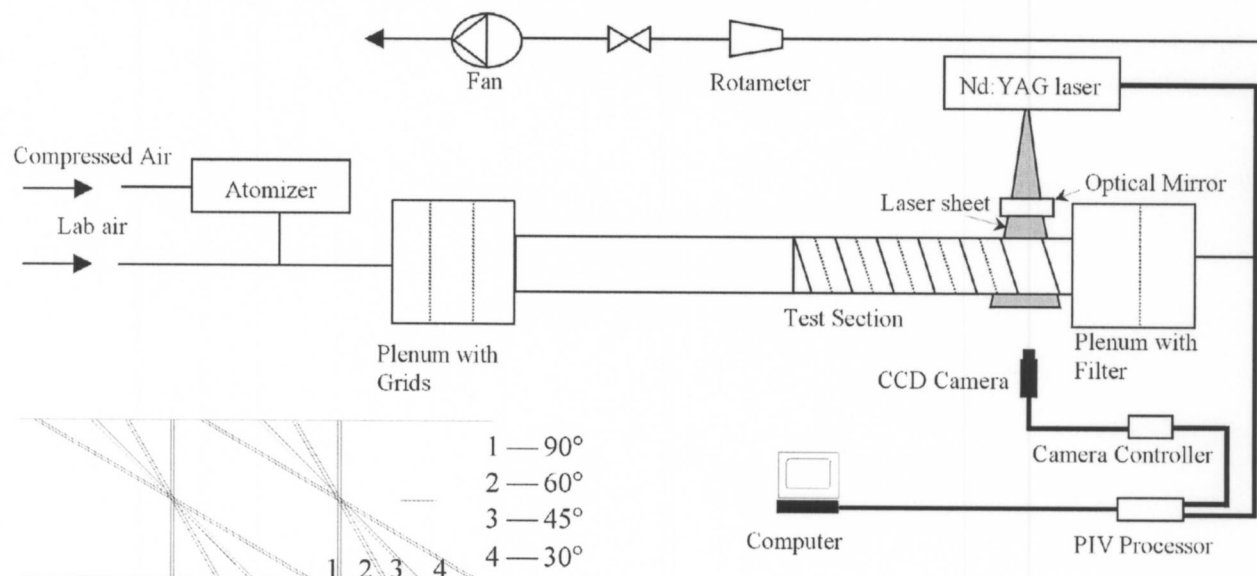 Fan
Rotameter
Nd:YAG laser
Compressed Air
Atomizer
Optical Mirror
Laser sheet
Lab air
Test Section
Plenum with
Grids
Plenum with
Filter
CCD Camera
Camera Controller
Computer
PIV Processor
1 — 90°
2 — 60°
3 — 45°
4 — 30°
1 2 3 4